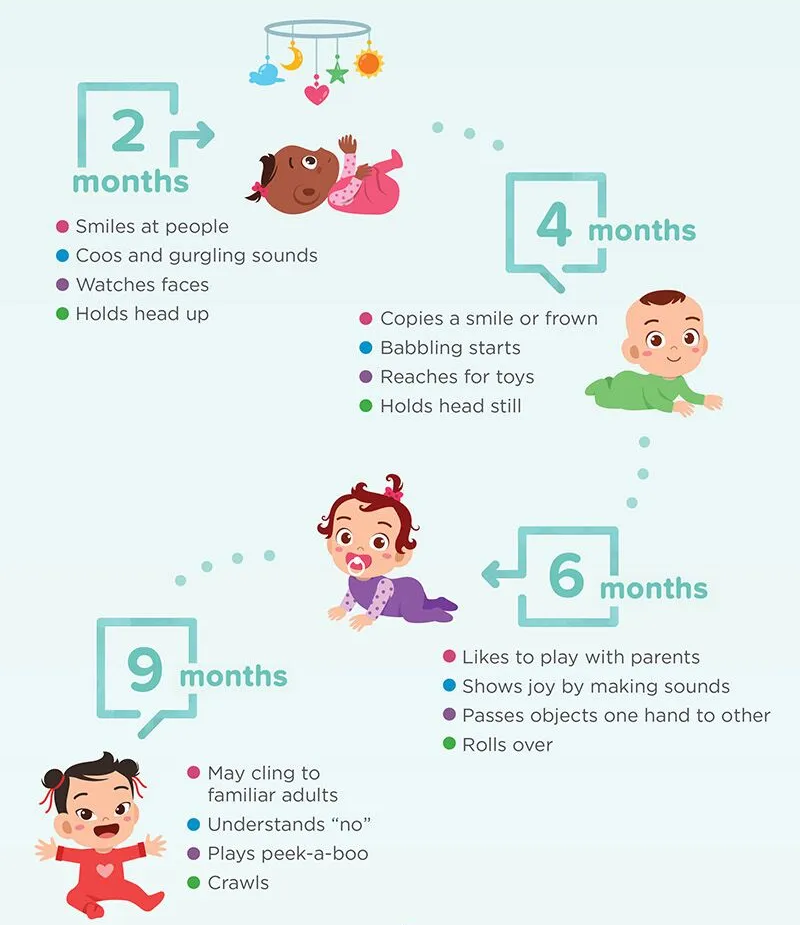 2
months
Smiles at people
Coos and gurgling sounds
Watches faces
Holds head up
4 months
Copies a smile or frown
Babbling starts
Reaches for toys
Holds head still
6 months
Likes to play with parents
Shows joy by making sounds
Passes objects one hand to other
Rolls over
9 months
May cling to
familiar adults
Understands “no”
Plays peek-a-boo
Crawls